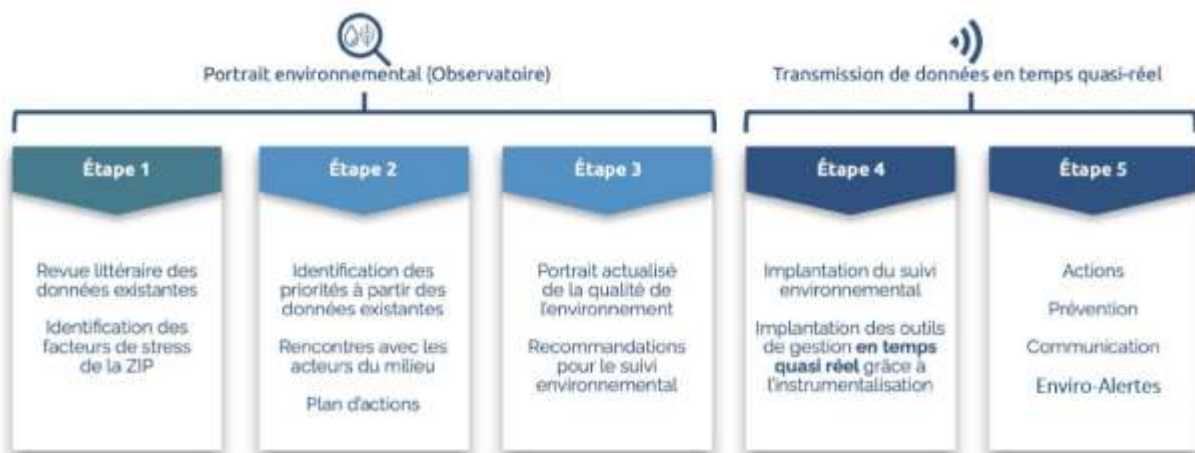 Portrait environnemental (Observatoire)
Transmission de données en temps quasi-réel
Étape 1
Revue littéraire des
données existantes
Identification des
facteurs de stress
de la ZIP
Étape 2
Identification des
priorités à partir des
données existantes
Rencontres avec les
acteurs du milieu
Plan d'actions
Étape 3
Portrait actualisé
de la qualité de
l'environnement
Recommandations
pour le suivi
environnemental
Étape 4
Implantation du suivi
environnemental
Implantation des outils
de gestion en temps
quasi réel grâce à
l'instrumentalisation
Étape 5
Actions
Prévention
Communication
Enviro-Alertes